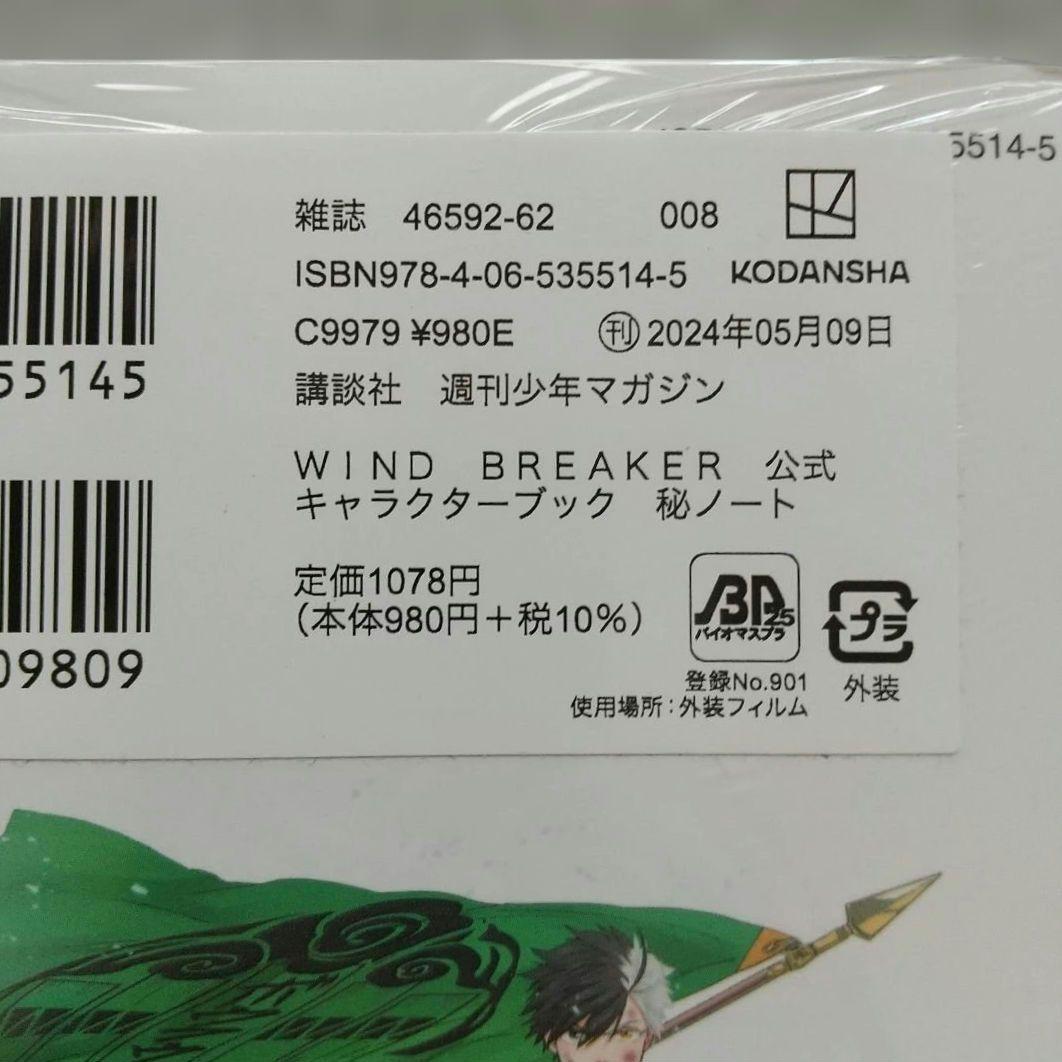 5514-5
雑誌 46592-62 008
ISBN978-4-06-535514-5 KODANSHA
C9979 ¥980E ㊙刊 2024年05月09日
55145
講談社 週刊少年マガジン
ＷＩＮＤ ＢＲＥＡＫＥＲ 公式
キャラクターブック 秘ノート
定価1078円
（本体980円＋税10％）
09809
BP25
バイオマスプラ
プラ
登録No.901
外装
使用場所：外装フィルム